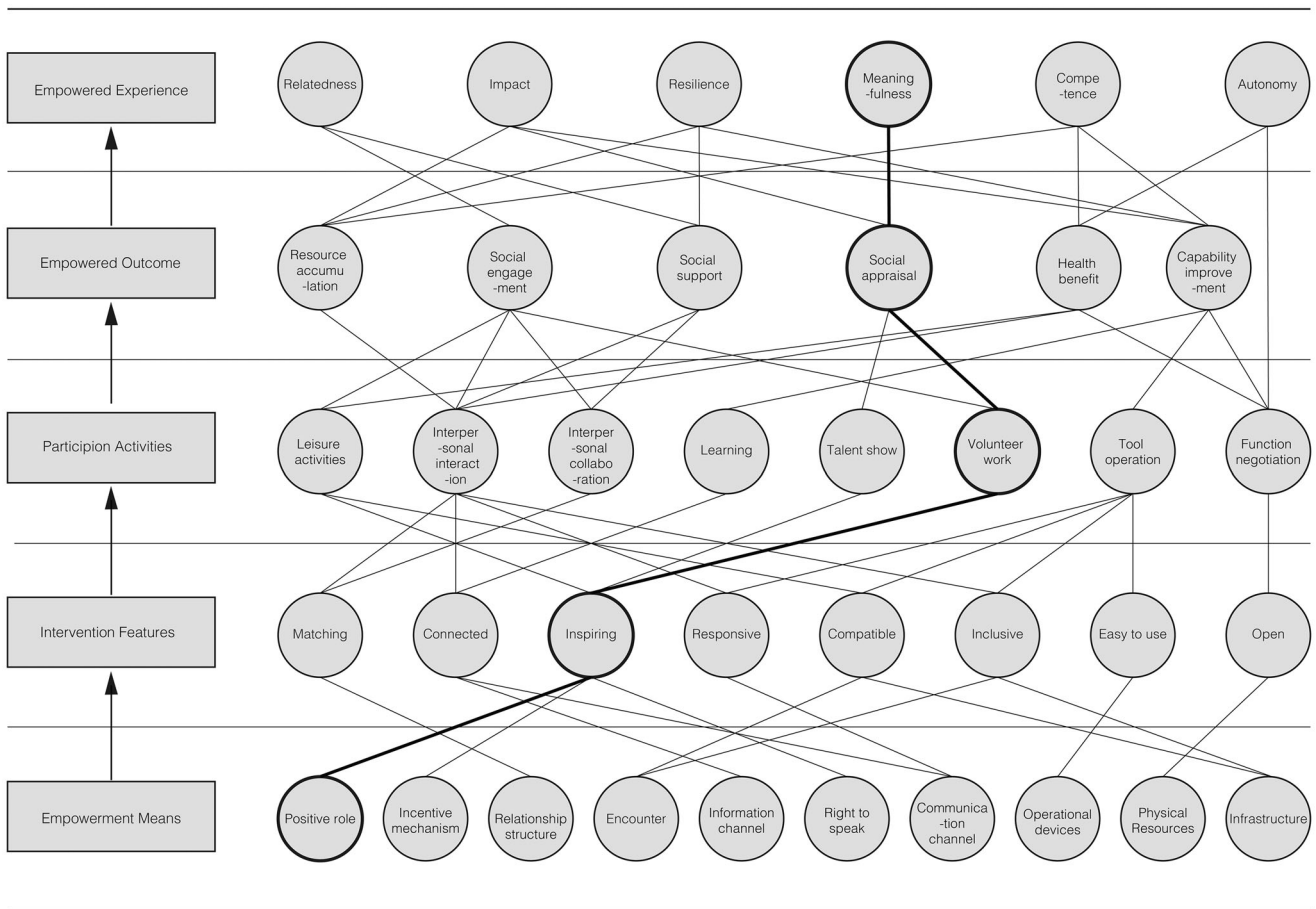 Empowered Experience
Relatedness
Impact
Resilience
Meaning
-fulness
Compe
-tence
Autonomy
Empowered Outcome
Resource
accumu
-lation
Social
engage
-ment
Social
support
Social
appraisal
Health
benefit
Capability
improve
-ment
Participion Activities
Leisure
activities
Interper
-sonal
interact
-ion
Interper
-sonal
collabo
-ration
Learning
Talent show
Volunteer
work
Tool
operation
Function
negotiation
Intervention Features
Matching
Connected
Inspiring
Responsive
Compatible
Inclusive
Easy to use
Open
Empowerment Means
Positive role
Incentive
mechanism
Relationship
structure
Encounter
Information
channel
Right to
speak
Communica
-tion
channel
Operational
devices
Physical
Resources
Infrastructure